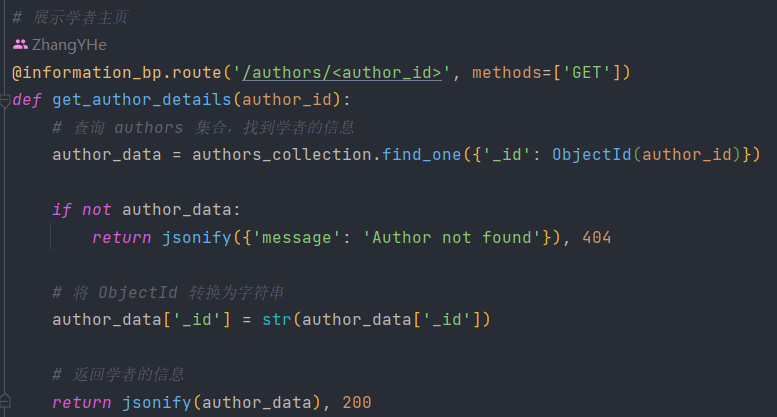 # 展示学者主页
ZhangYHe
@information_bp.route('/authors/<author_id>', methods=['GET'])
def get_author_details(author_id):
    # 查询 authors 集合，找到学者的信息
    author_data = authors_collection.find_one({'_id': ObjectId(author_id)})
    if not author_data:
        return jsonify({'message': 'Author not found'}), 404
    # 将 ObjectId 转换为字符串
    author_data['_id'] = str(author_data['_id'])
    # 返回学者的信息
    return jsonify(author_data), 200